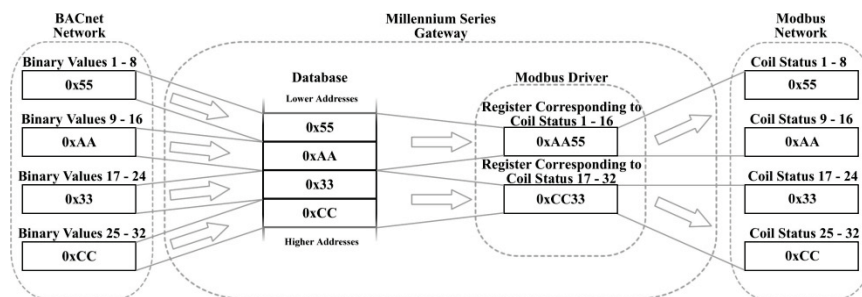 BACnet
Network
Binary Values 1 - 8
0x55
Binary Values 9 - 16
0xAA
Binary Values 17 - 24
0x33
Binary Values 25 - 32
0xCC
Millennium Series
Gateway
Database
Lower Addresses
0x55
0xAA
0x33
0xCC
Higher Addresses
Modbus Driver
Register Corresponding to
Coil Status 1 - 16
0xAA55
Register Corresponding to
Coil Status 17 - 32
0xCC33
Modbus
Network
Coil Status 1 - 8
0x55
Coil Status 9 - 16
0xAA
Coil Status 17 - 24
0x33
Coil Status 25 - 32
0xCC